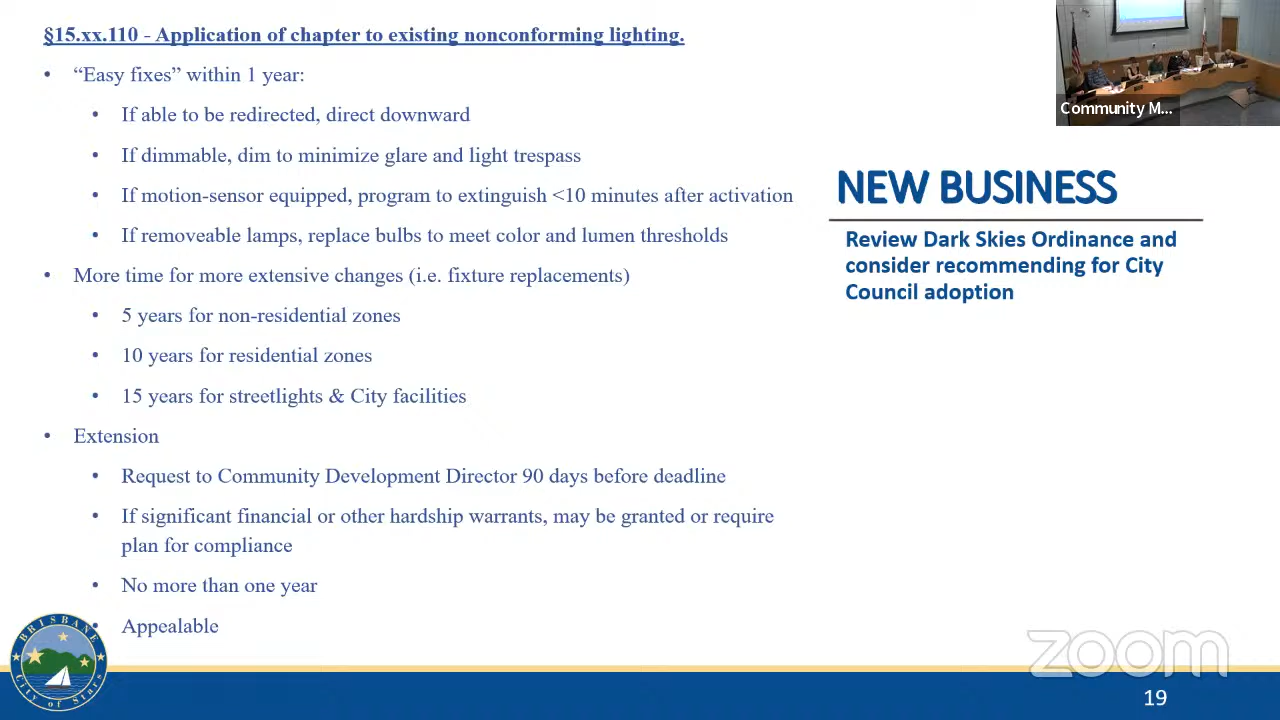 §15.xx.110 - Application of chapter to existing nonconforming lighting.
• “Easy fixes” within 1 year:
• If able to be redirected, direct downward
• If dimmable, dim to minimize glare and light trespass
• If motion-sensor equipped, program to extinguish <10 minutes after activation
• If removeable lamps, replace bulbs to meet color and lumen thresholds
• More time for more extensive changes (i.e. fixture replacements)
• 5 years for non-residential zones
• 10 years for residential zones
• 15 years for streetlights & City facilities
• Extension
• Request to Community Development Director 90 days before deadline
• If significant financial or other hardship warrants, may be granted or require
plan for compliance
• No more than one year
• Appealable
Community M...
NEW BUSINESS
Review Dark Skies Ordinance and
consider recommending for City
Council adoption
BRISBANE
City of Stars
zoom
19